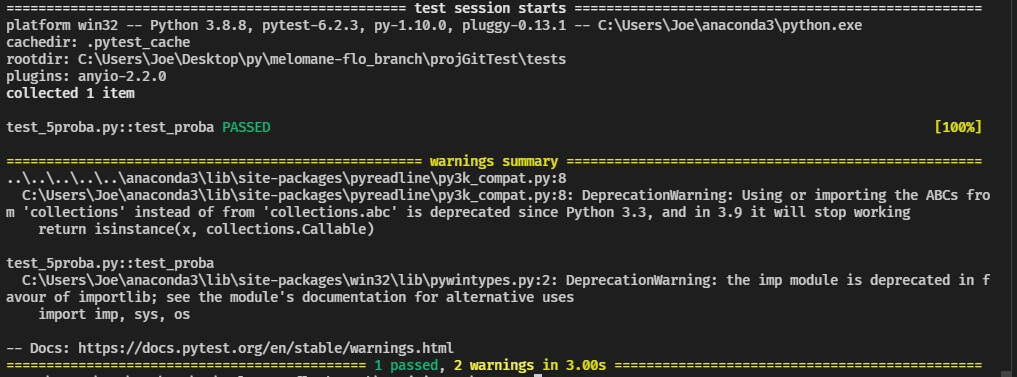 ================================================== test session starts ===================================================
platform win32 -- Python 3.8.8, pytest-6.2.3, py-1.10.0, pluggy-0.13.1 -- C:\Users\Joe\anaconda3\python.exe
cachedir: .pytest_cache
rootdir: C:\Users\Joe\Desktop\py\melomane-flo_branch\projGitTest\tests
plugins: anyio-2.2.0
collected 1 item
test_5proba.py::test_proba PASSED [100%]
==================================================== warnings summary ====================================================
..\..\..\..\..\anaconda3\lib\site-packages\pyreadline\py3k_compat.py:8
C:\Users\Joe\anaconda3\lib\site-packages\pyreadline\py3k_compat.py:8: DeprecationWarning: Using or importing the ABCs fro
m 'collections' instead of from 'collections.abc' is deprecated since Python 3.3, and in 3.9 it will stop working
return isinstance(x, collections.Callable)
test_5proba.py::test_proba
C:\Users\Joe\anaconda3\lib\site-packages\win32\lib\pywintypes.py:2: DeprecationWarning: the imp module is deprecated in f
avour of importlib; see the module's documentation for alternative uses
import imp, sys, os
-- Docs: https://docs.pytest.org/en/stable/warnings.html
============================================= 1 passed, 2 warnings in 3.00s ==============================================